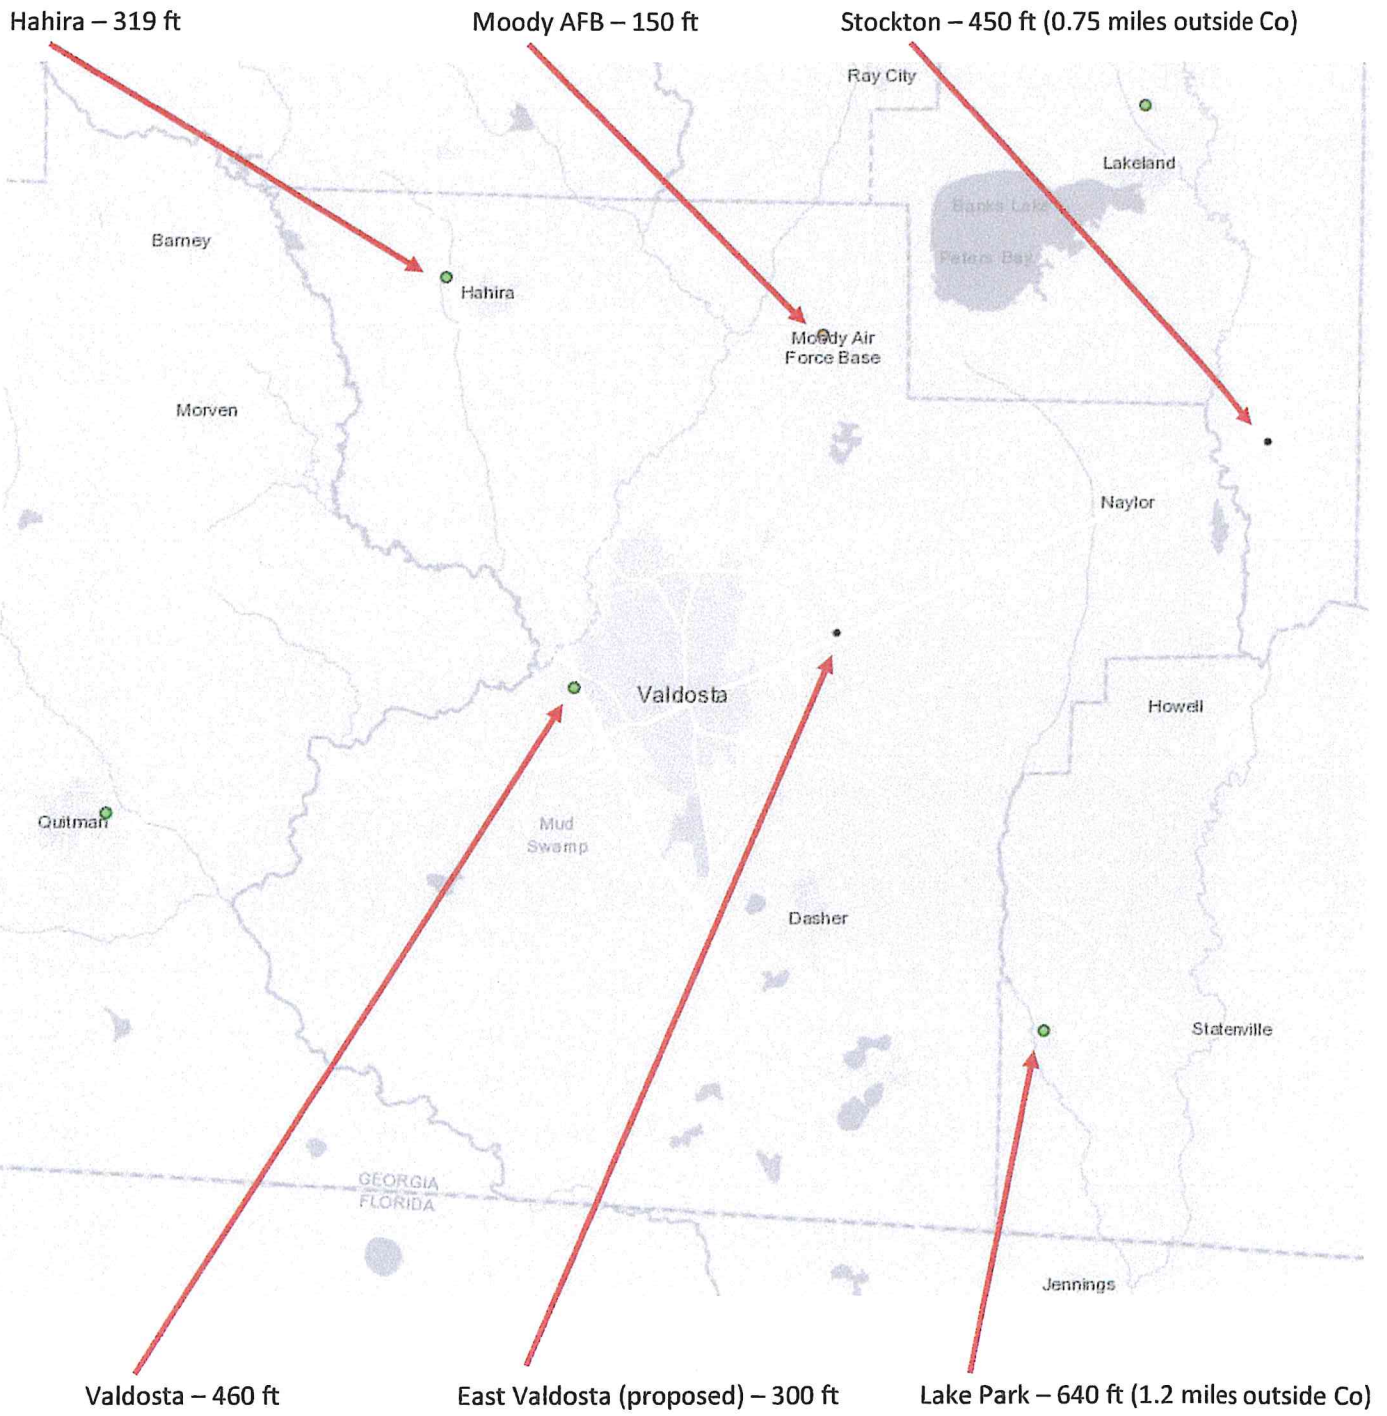 Hahira – 319 ft
Moody AFB – 150 ft
Stockton – 450 ft (0.75 miles outside Co)
Ray City
Lakeland
Banks Lake
Barney
Peters Bay
Hahira
Moody Air
Force Base
Morven
Naylor
Valdosta
Howell
Quitman
Mud
Swamp
Dasher
Statenville
GEORGIA
FLORIDA
Jennings
Valdosta – 460 ft
East Valdosta (proposed) – 300 ft
Lake Park – 640 ft (1.2 miles outside Co)